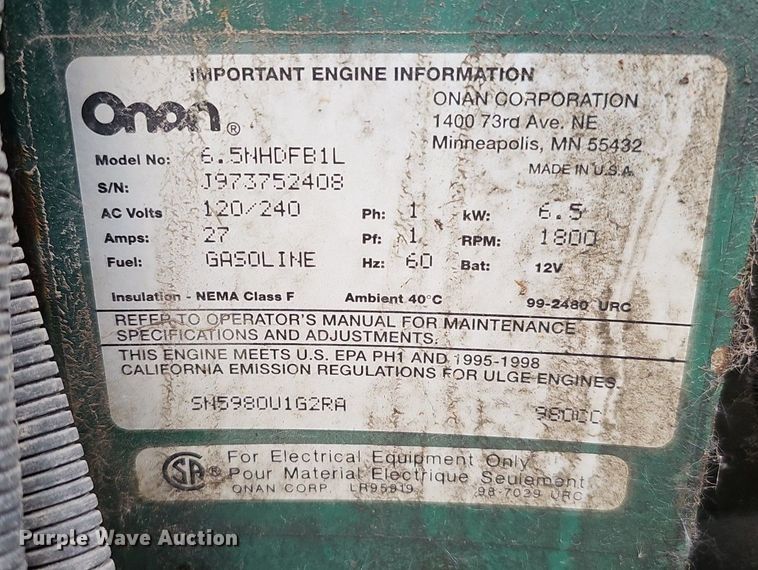 IMPORTANT ENGINE INFORMATION
Onan ®
ONAN CORPORATION
1400 73rd Ave. NE
Minneapolis, MN 55432
MADE IN U.S.A.
Model No: 6.5NHDFB1L
S/N: J973752408
AC Volts 120/240 Ph: 1 kW: 6.5
Amps: 27 Pf: 1 RPM: 1800
Fuel: GASOLINE Hz: 60 Bat: 12V
Insulation - NEMA Class F Ambient 40°C 99-2480 URC
REFER TO OPERATOR'S MANUAL FOR MAINTENANCE
SPECIFICATIONS AND ADJUSTMENTS.
THIS ENGINE MEETS U.S. EPA PH1 AND 1995-1998
CALIFORNIA EMISSION REGULATIONS FOR ULGE ENGINES.
SN5980U1G2RA 980CC
SA ® For Electrical Equipment Only
Pour Material Electrique Seulement
ONAN CORP. LR95919 98-7029 URC
Purple Wave Auction